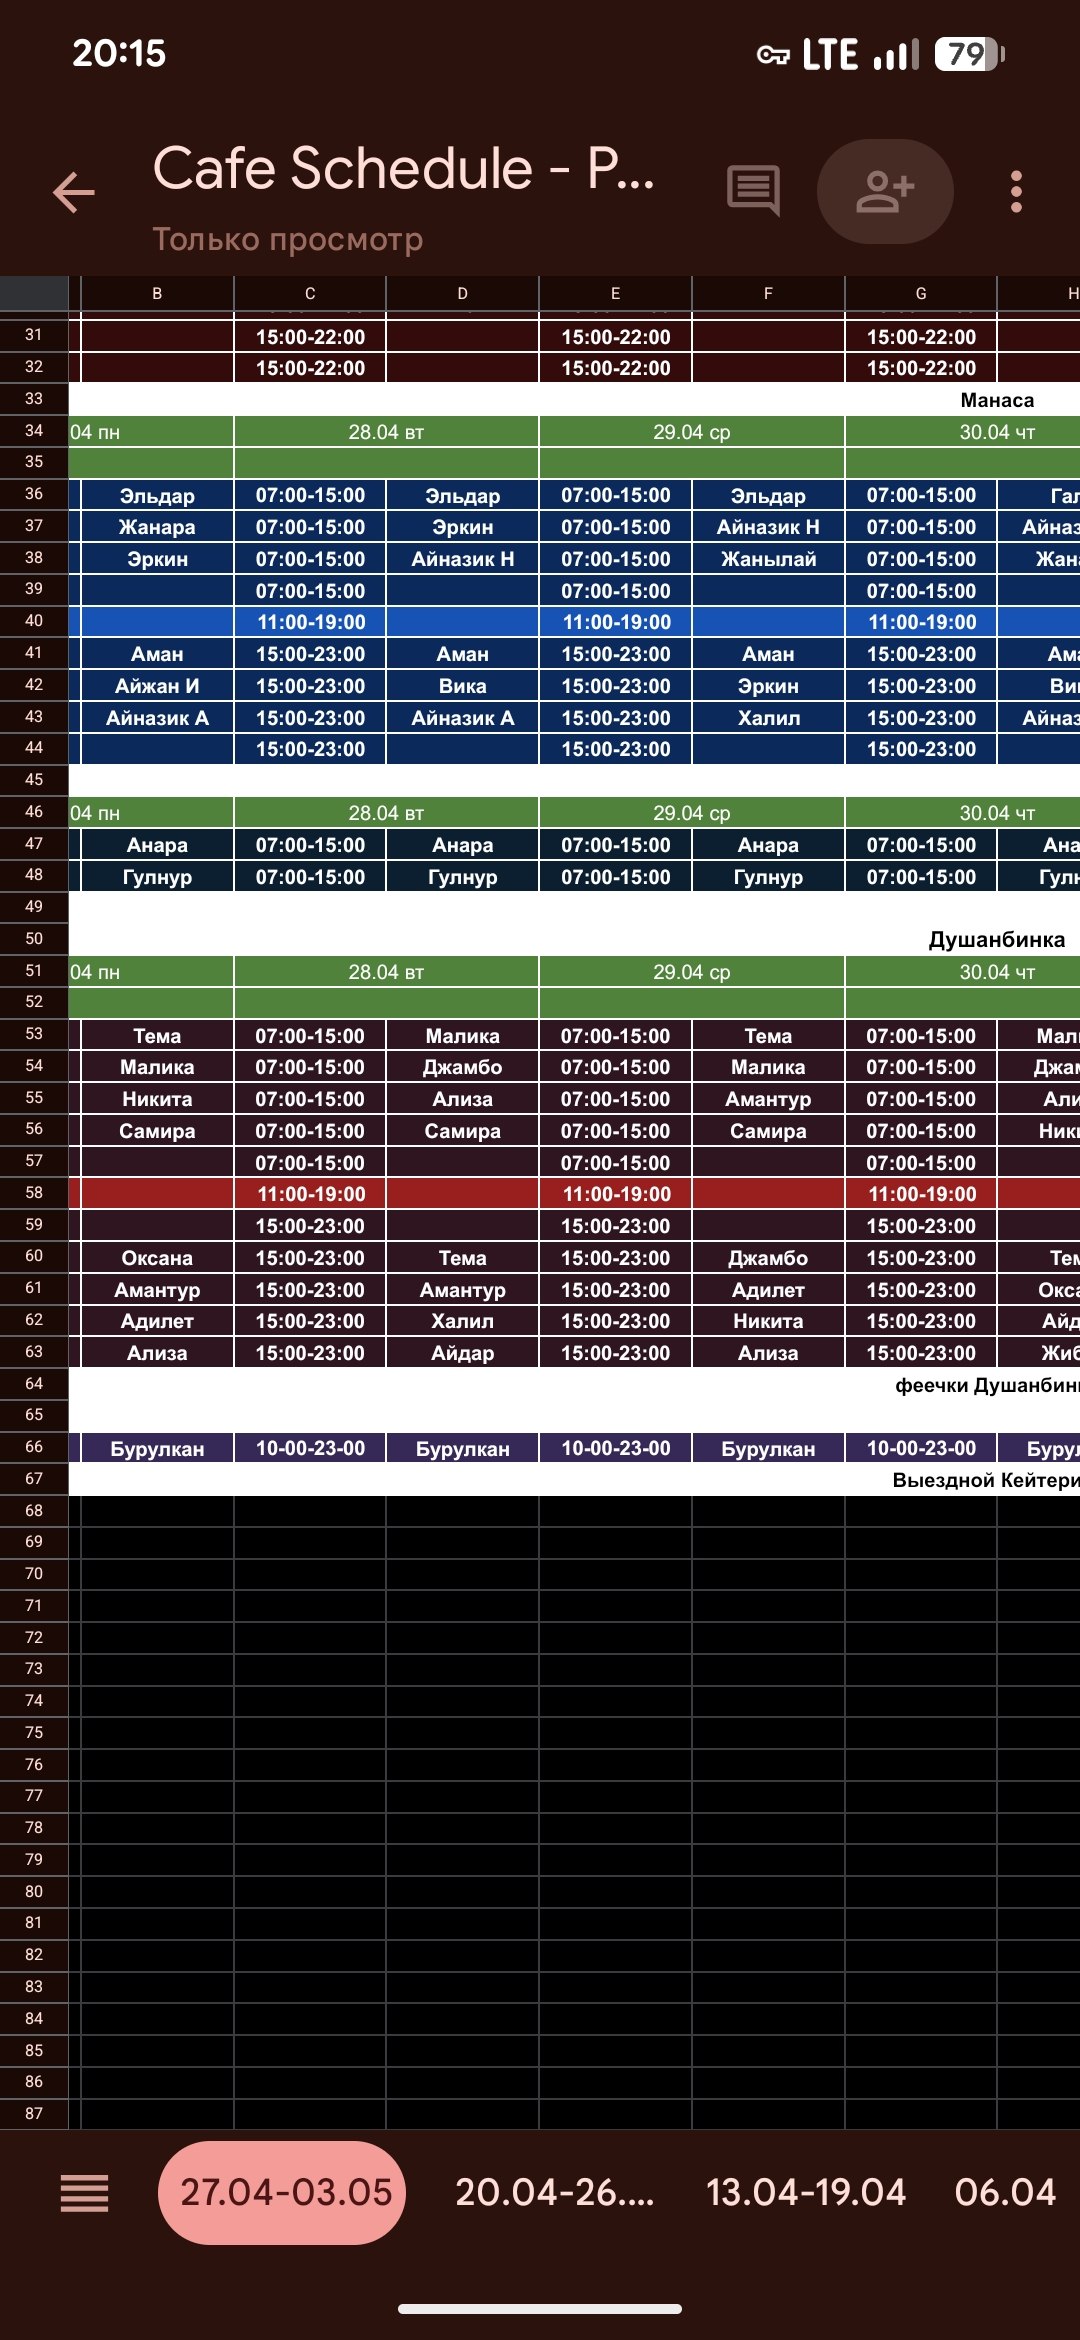 20:15 LTE 79
Cafe Schedule - P...
Только просмотр
B C D E F G H
31 15:00-22:00 15:00-22:00 15:00-22:00
32 15:00-22:00 15:00-22:00 15:00-22:00
33 Манаса
34 04 пн 28.04 вт 29.04 ср 30.04 чт
35
36 Эльдар 07:00-15:00 Эльдар 07:00-15:00 Эльдар 07:00-15:00 Гал
37 Жанара 07:00-15:00 Эркин 07:00-15:00 Айназик Н 07:00-15:00 Айназ
38 Эркин 07:00-15:00 Айназик Н 07:00-15:00 Жанылай 07:00-15:00 Жан
39 07:00-15:00 07:00-15:00 07:00-15:00
40 11:00-19:00 11:00-19:00 11:00-19:00
41 Аман 15:00-23:00 Аман 15:00-23:00 Аман 15:00-23:00 Ама
42 Айжан И 15:00-23:00 Вика 15:00-23:00 Эркин 15:00-23:00 Ви
43 Айназик А 15:00-23:00 Айназик А 15:00-23:00 Халил 15:00-23:00 Айназ
44 15:00-23:00 15:00-23:00 15:00-23:00
45
46 04 пн 28.04 вт 29.04 ср 30.04 чт
47 Анара 07:00-15:00 Анара 07:00-15:00 Анара 07:00-15:00 Ана
48 Гулнур 07:00-15:00 Гулнур 07:00-15:00 Гулнур 07:00-15:00 Гулн
49
50 Душанбинка
51 04 пн 28.04 вт 29.04 ср 30.04 чт
52
53 Тема 07:00-15:00 Малика 07:00-15:00 Тема 07:00-15:00 Мал
54 Малика 07:00-15:00 Джамбо 07:00-15:00 Малика 07:00-15:00 Джам
55 Никита 07:00-15:00 Ализа 07:00-15:00 Амантур 07:00-15:00 Али
56 Самира 07:00-15:00 Самира 07:00-15:00 Самира 07:00-15:00 Ник
57 07:00-15:00 07:00-15:00 07:00-15:00
58 11:00-19:00 11:00-19:00 11:00-19:00
59 15:00-23:00 15:00-23:00 15:00-23:00
60 Оксана 15:00-23:00 Тема 15:00-23:00 Джамбо 15:00-23:00 Тем
61 Амантур 15:00-23:00 Амантур 15:00-23:00 Адилет 15:00-23:00 Окса
62 Адилет 15:00-23:00 Халил 15:00-23:00 Никита 15:00-23:00 Айд
63 Ализа 15:00-23:00 Айдар 15:00-23:00 Ализа 15:00-23:00 Жиб
64 феечки Душанбин
65
66 Бурулкан 10-00-23-00 Бурулкан 10-00-23-00 Бурулкан 10-00-23-00 Буру
67 Выездной Кейтери
68
69
70
71
72
73
74
75
76
77
78
79
80
81
82
83
84
85
86
87
27.04-03.05 20.04-26.... 13.04-19.04 06.04